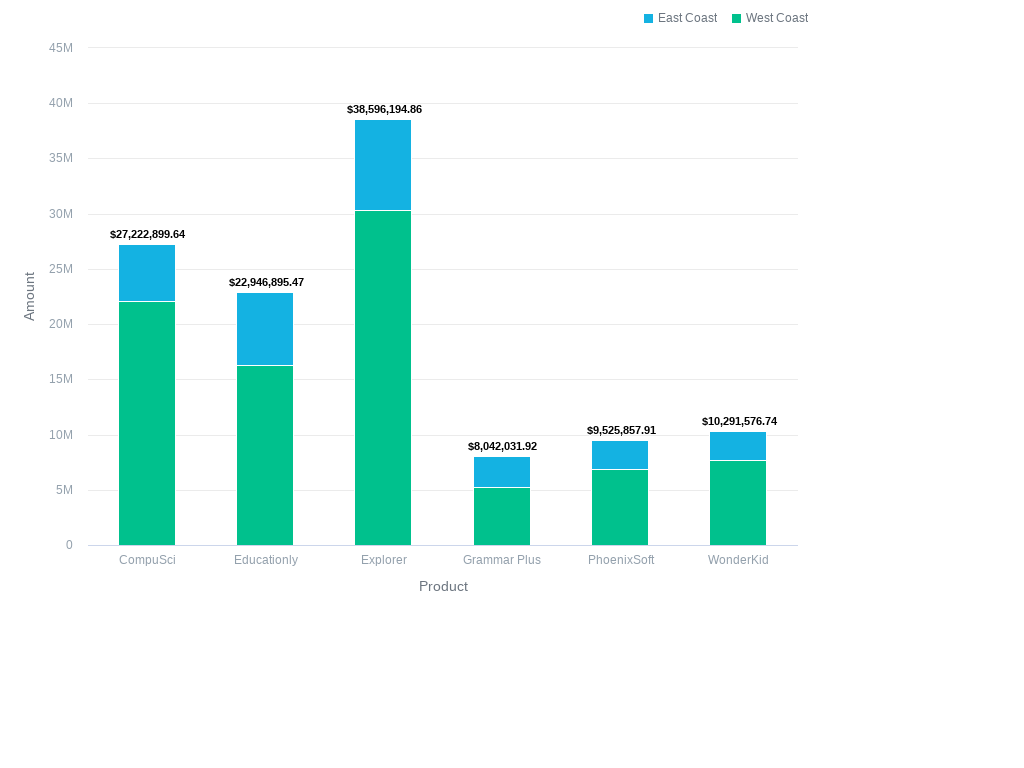 East Coast West Coast
45M
40M
$38,596,194.86
35M
30M
$27,222,899.64
25M
$22,946,895.47
20M
15M
10M
$10,291,576.74
$9,525,857.91
$8,042,031.92
5M
0
Amount
CompuSci Educationly Explorer Grammar Plus PhoenixSoft WonderKid
Product